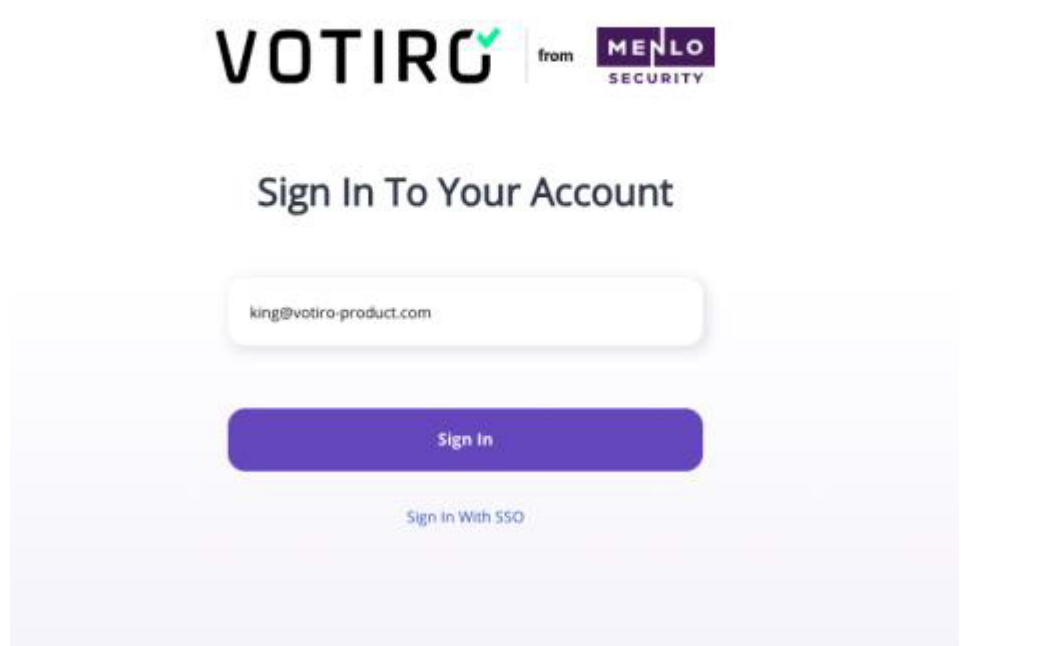 VOTIRO from MENLO
SECURITY
Sign In To Your Account
king@votiro-product.com
Sign In
Sign In With SSO